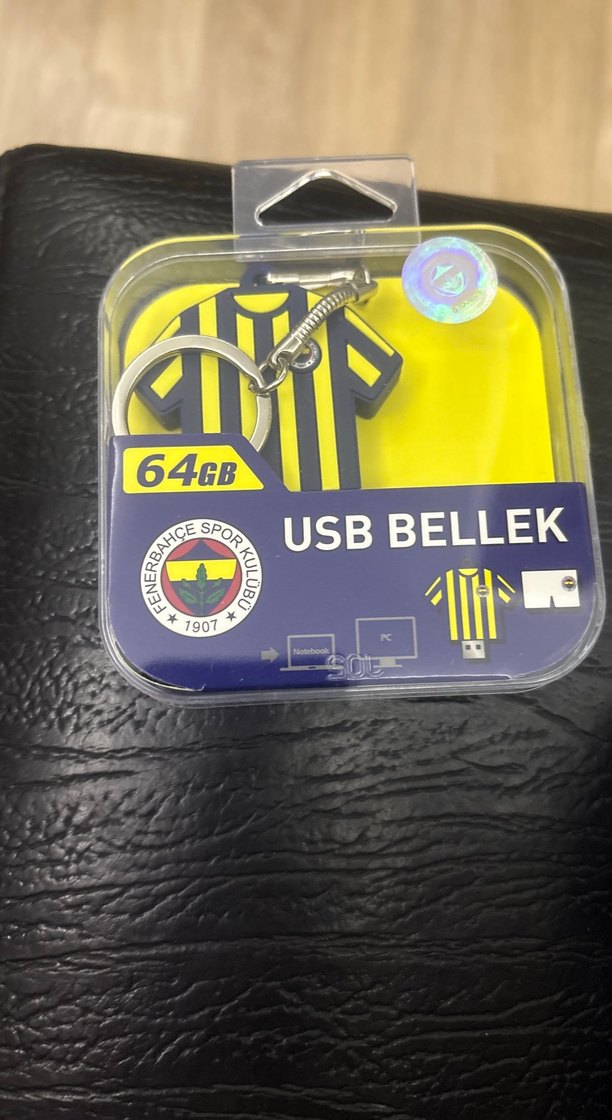 64GB
USB BELLEK
FENERBAHÇE SPOR KULÜBÜ
★ 1907 ★
Notebook
PC